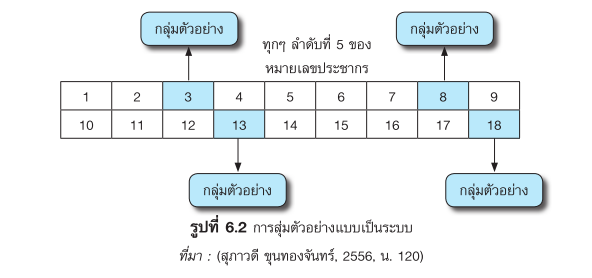 กลุ่มตัวอย่าง
ทุกๆ ลำดับที่ 5 ของ
หมายเลขประชากร
กลุ่มตัวอย่าง
1 2 3 4 5 6 7 8 9
10 11 12 13 14 15 16 17 18
กลุ่มตัวอย่าง กลุ่มตัวอย่าง
รูปที่ 6.2 การสุ่มตัวอย่างแบบเป็นระบบ
ที่มา : (สุภาวดี ขุนทองจันทร์, 2556, น. 120)